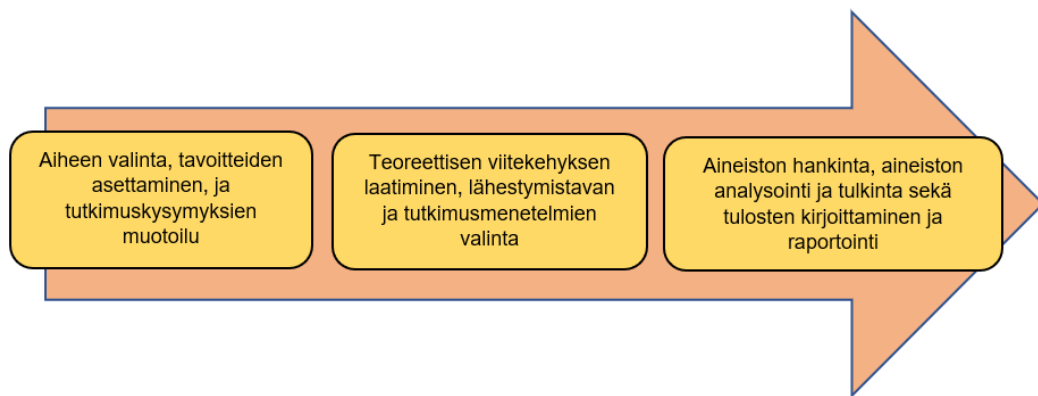 Aiheen valinta, tavoitteiden
asettaminen, ja
tutkimuskysymyksien
muotoilu
Teoreettisen viitekehyksen
laatiminen, lähestymistavan
ja tutkimusmenetelmien
valinta
Aineiston hankinta, aineiston
analysointi ja tulkinta sekä
tulosten kirjoittaminen ja
raportointi